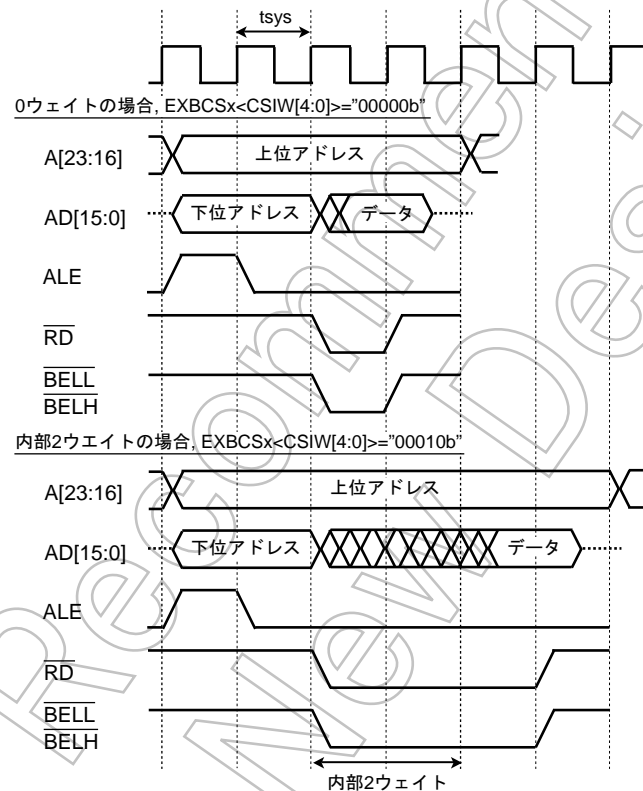 tsys
0ウェイトの場合, EXBCSx<CSIW[4:0]>="00000b"
A[23:16]
上位アドレス
AD[15:0]
下位アドレス
データ
ALE
RD
BELL
BELH
内部2ウエイトの場合, EXBCSx<CSIW[4:0]>="00010b"
A[23:16]
上位アドレス
AD[15:0]
下位アドレス
データ
ALE
RD
BELL
BELH
内部2ウェイト